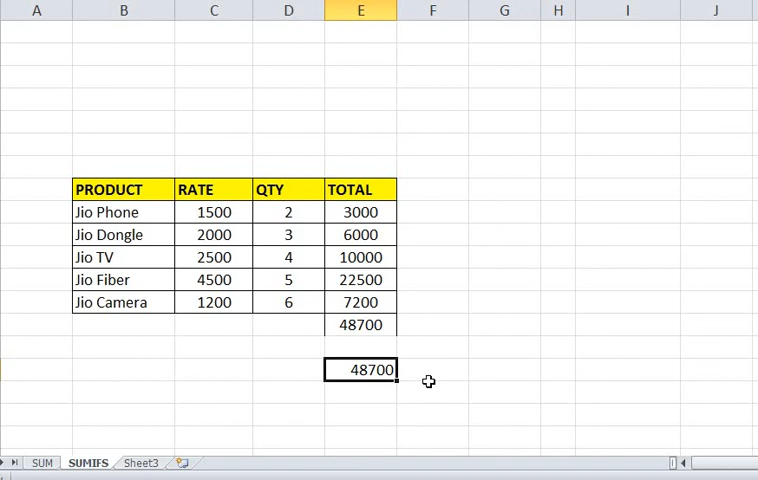 A B C D E F G H I J
PRODUCT RATE QTY TOTAL
Jio Phone 1500 2 3000
Jio Dongle 2000 3 6000
Jio TV 2500 4 10000
Jio Fiber 4500 5 22500
Jio Camera 1200 6 7200
48700
48700
SUM SUMIFS Sheet3